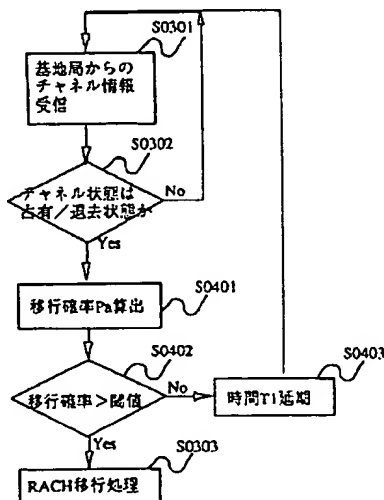 S0301
基地局からの
チャネル情報
受信
S0302
チャネル状態は
占有／退去状態か
No
Yes
移行確率Pa算出
S0401
S0402
移行確率>閾値
No
時間T1延期
S0403
Yes
S0303
RACH移行処理